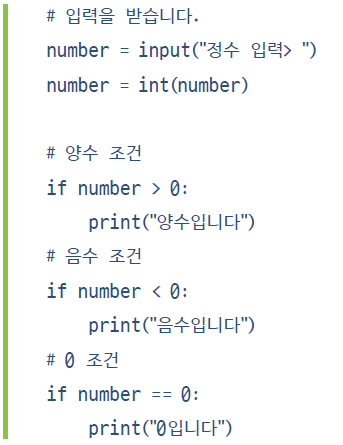 # 입력을 받습니다.
number = input("정수 입력> ")
number = int(number)

# 양수 조건
if number > 0:
    print("양수입니다")
# 음수 조건
if number < 0:
    print("음수입니다")
# 0 조건
if number == 0:
    print("0입니다")